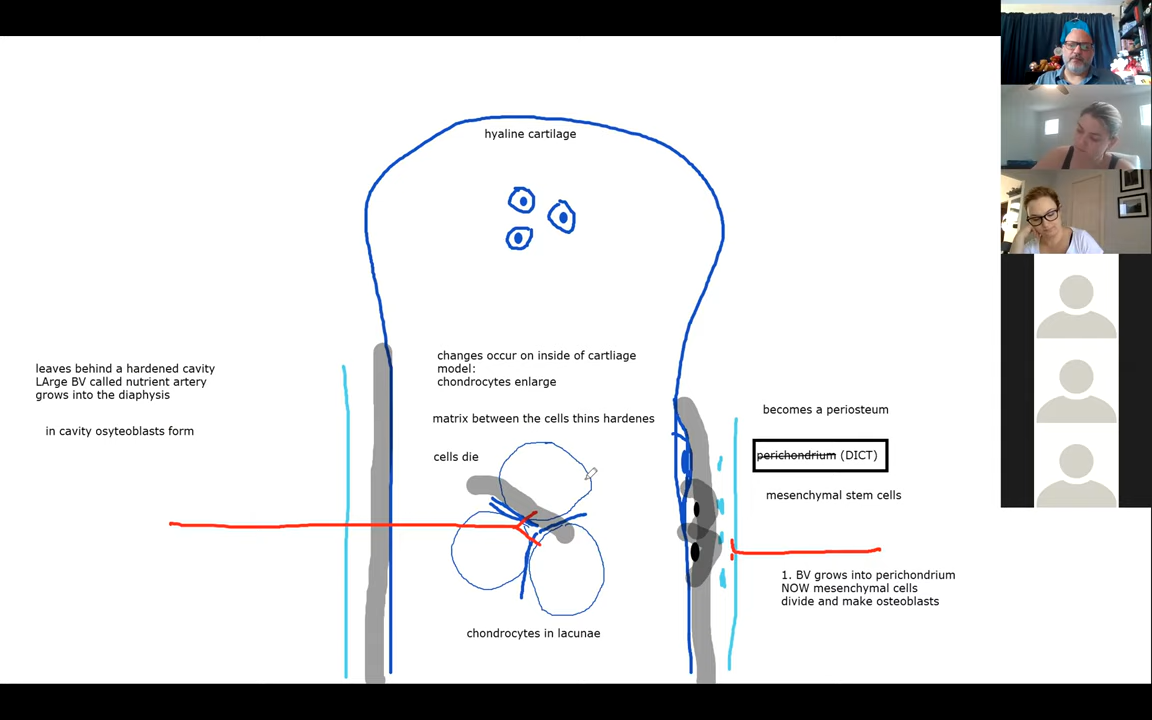 hyaline cartilage
leaves behind a hardened cavity
LArge BV called nutrient artery
grows into the diaphysis
in cavity osyteoblasts form
changes occur on inside of cartliage
model:
chondrocytes enlarge
matrix between the cells thins hardenes
cells die
chondrocytes in lacunae
becomes a periosteum
perichondrium (DICT)
mesenchymal stem cells
1. BV grows into perichondrium
NOW mesenchymal cells
divide and make osteoblasts